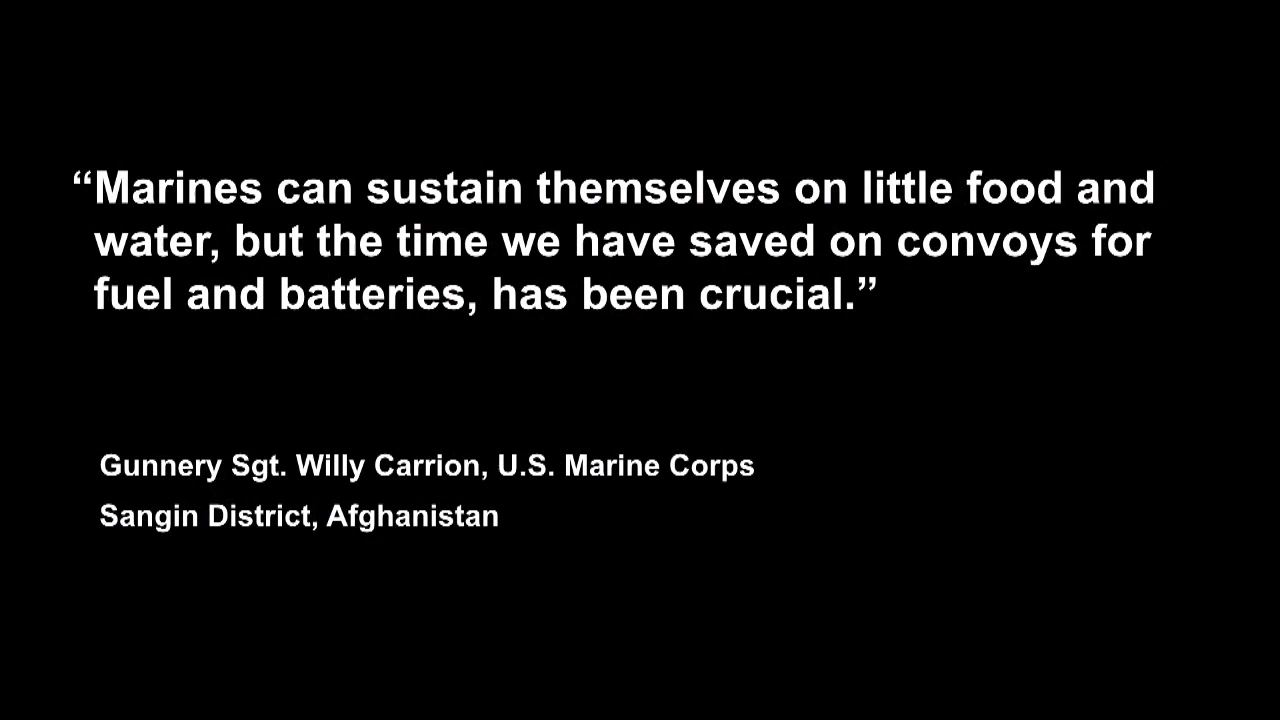 “Marines can sustain themselves on little food and
water, but the time we have saved on convoys for
fuel and batteries, has been crucial.”
Gunnery Sgt. Willy Carrion, U.S. Marine Corps
Sangin District, Afghanistan